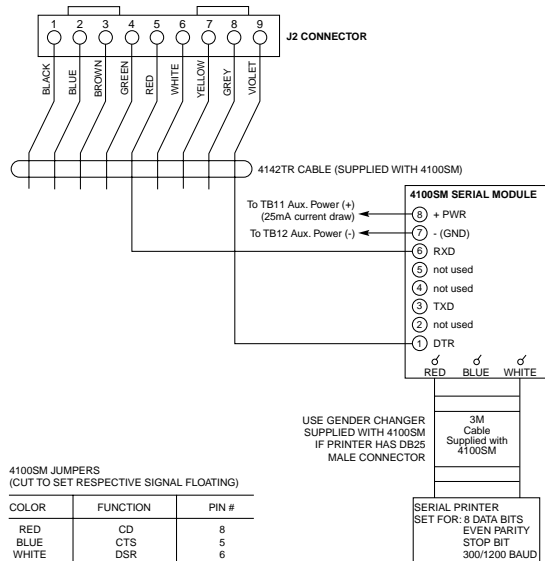 1 2 3 4 5 6 7 8 9
J2 CONNECTOR
BLACK
BLUE
BROWN
GREEN
RED
WHITE
YELLOW
GREY
VIOLET
4142TR CABLE (SUPPLIED WITH 4100SM)
4100SM SERIAL MODULE
To TB11 Aux. Power (+)
(25mA current draw)
To TB12 Aux. Power (-)
8 + PWR
7 - (GND)
6 RXD
5 not used
4 not used
3 TXD
2 not used
1 DTR
RED BLUE WHITE
USE GENDER CHANGER
SUPPLIED WITH 4100SM
IF PRINTER HAS DB25
MALE CONNECTOR
3M
Cable
Supplied with
4100SM
4100SM JUMPERS
(CUT TO SET RESPECTIVE SIGNAL FLOATING)
COLOR FUNCTION PIN #
RED CD 8
BLUE CTS 5
WHITE DSR 6
SERIAL PRINTER
SET FOR: 8 DATA BITS
EVEN PARITY
STOP BIT
300/1200 BAUD